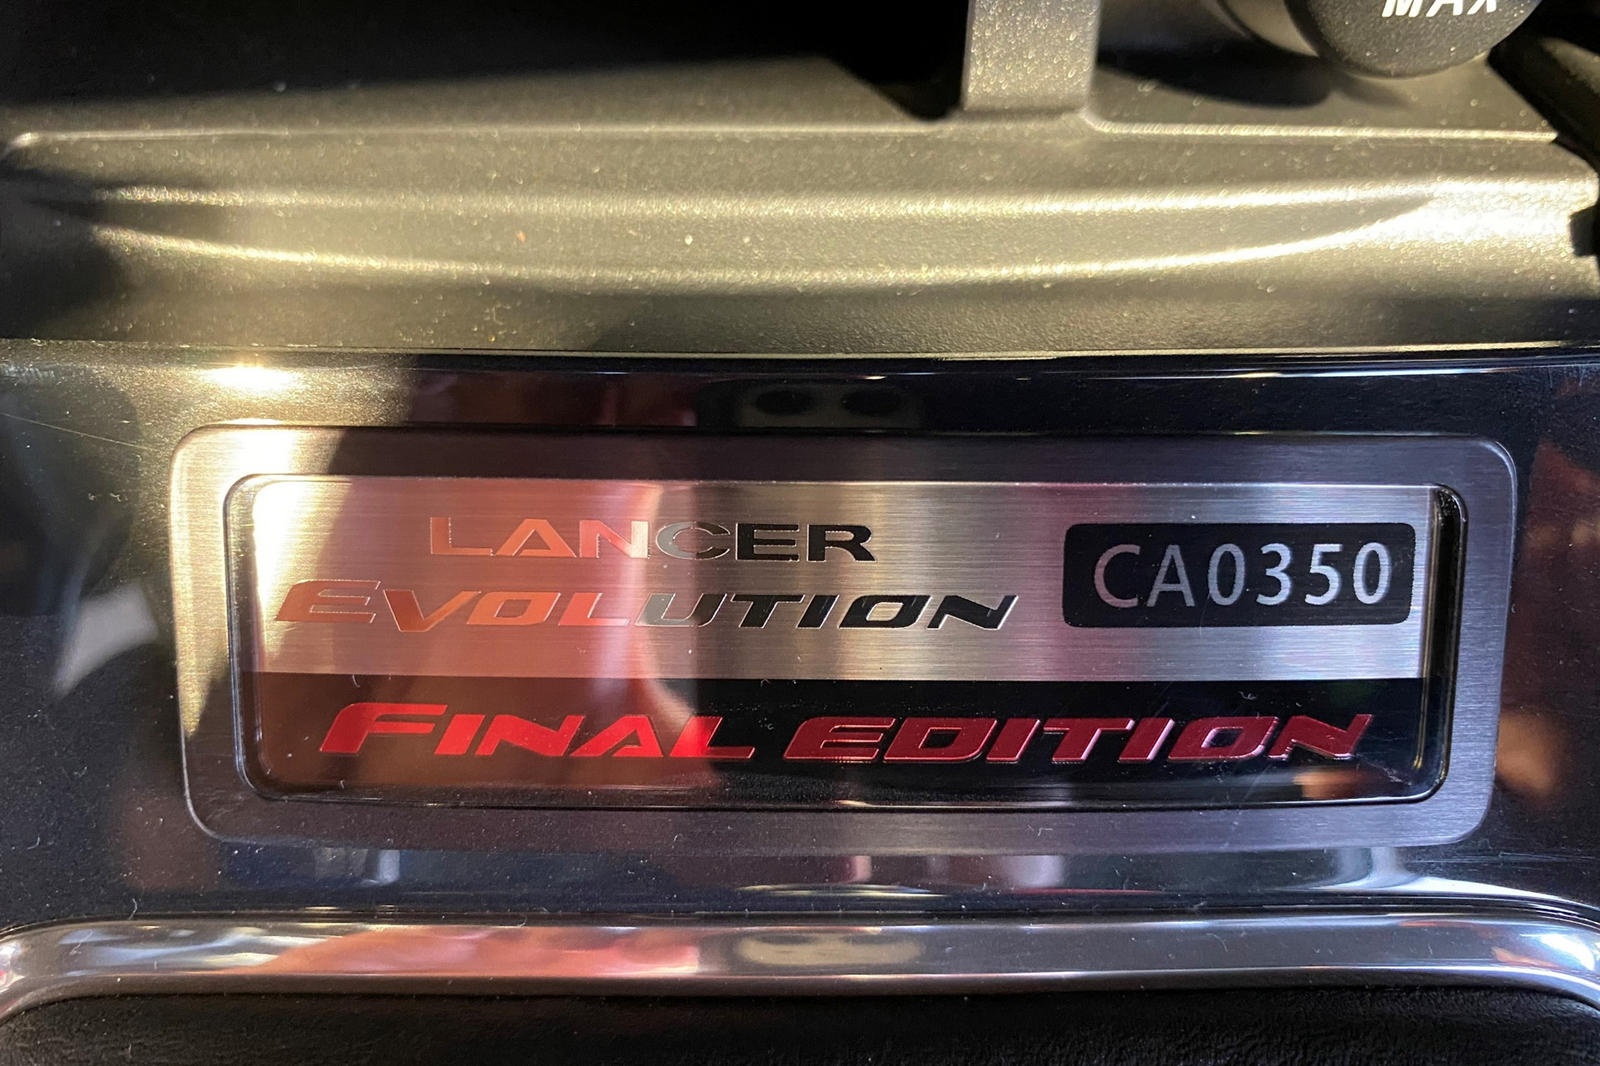 MAX
LANCER
EVOLUTION
CA0350
FINAL EDITION